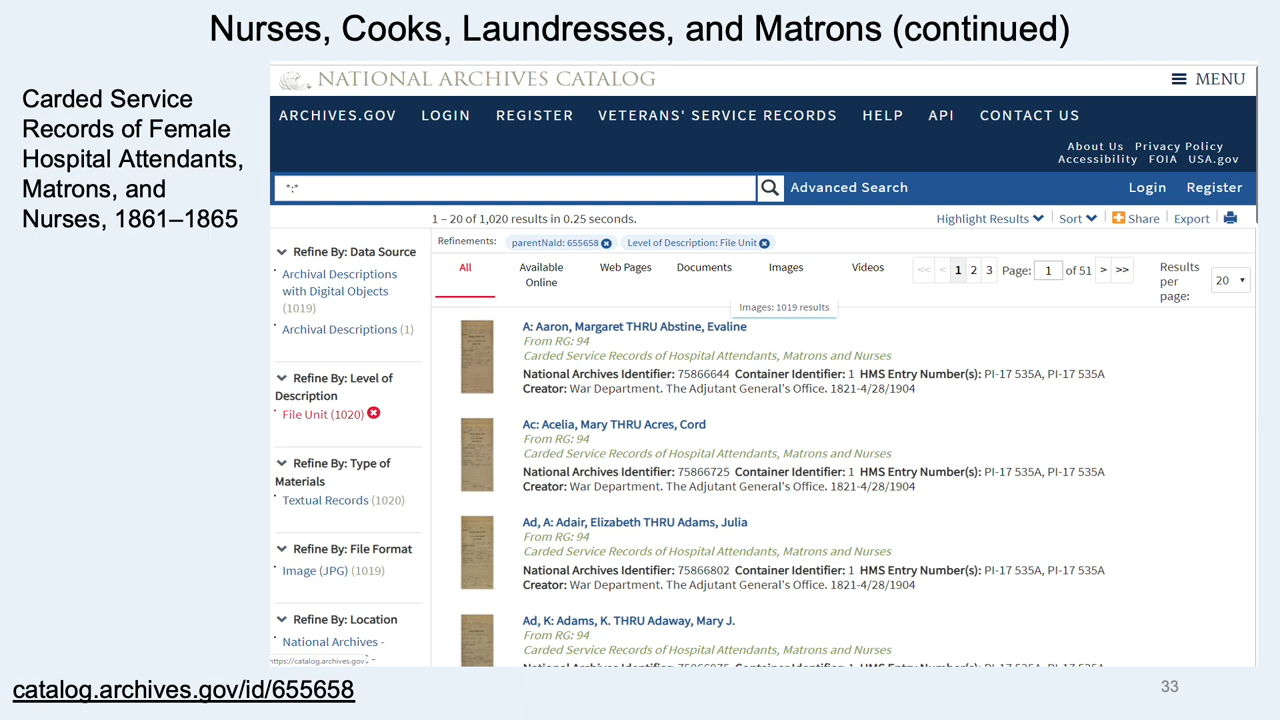 Nurses, Cooks, Laundresses, and Matrons (continued)
Carded Service
Records of Female
Hospital Attendants,
Matrons, and
Nurses, 1861–1865
NATIONAL ARCHIVES CATALOG
MENU
ARCHIVES.GOV LOGIN REGISTER VETERANS' SERVICE RECORDS HELP API CONTACT US
About Us Privacy Policy
Accessibility FOIA USA.gov
*:*
Advanced Search
Login Register
1 – 20 of 1,020 results in 0.25 seconds.
Highlight Results Sort Share Export
Refine By: Data Source
Archival Descriptions
with Digital Objects
(1019)
Archival Descriptions (1)
Refine By: Level of
Description
File Unit (1020)
Refine By: Type of
Materials
Textual Records (1020)
Refine By: File Format
Image (JPG) (1019)
Refine By: Location
National Archives -
https://catalog.archives.gov
Refinements: parentNaId: 655658 Level of Description: File Unit
All Available Online Web Pages Documents Images Videos
<< < 1 2 3 Page: 1 of 51 > >>
Results per page: 20
Images: 1019 results
A: Aaron, Margaret THRU Abstine, Evaline
From RG: 94
Carded Service Records of Hospital Attendants, Matrons and Nurses
National Archives Identifier: 75866644 Container Identifier: 1 HMS Entry Number(s): PI-17 535A, PI-17 535A
Creator: War Department. The Adjutant General's Office. 1821-4/28/1904
Ac: Acelia, Mary THRU Acres, Cord
From RG: 94
Carded Service Records of Hospital Attendants, Matrons and Nurses
National Archives Identifier: 75866725 Container Identifier: 1 HMS Entry Number(s): PI-17 535A, PI-17 535A
Creator: War Department. The Adjutant General's Office. 1821-4/28/1904
Ad, A: Adair, Elizabeth THRU Adams, Julia
From RG: 94
Carded Service Records of Hospital Attendants, Matrons and Nurses
National Archives Identifier: 75866802 Container Identifier: 1 HMS Entry Number(s): PI-17 535A, PI-17 535A
Creator: War Department. The Adjutant General's Office. 1821-4/28/1904
Ad, K: Adams, K. THRU Adaway, Mary J.
From RG: 94
Carded Service Records of Hospital Attendants, Matrons and Nurses
catalog.archives.gov/id/655658
33